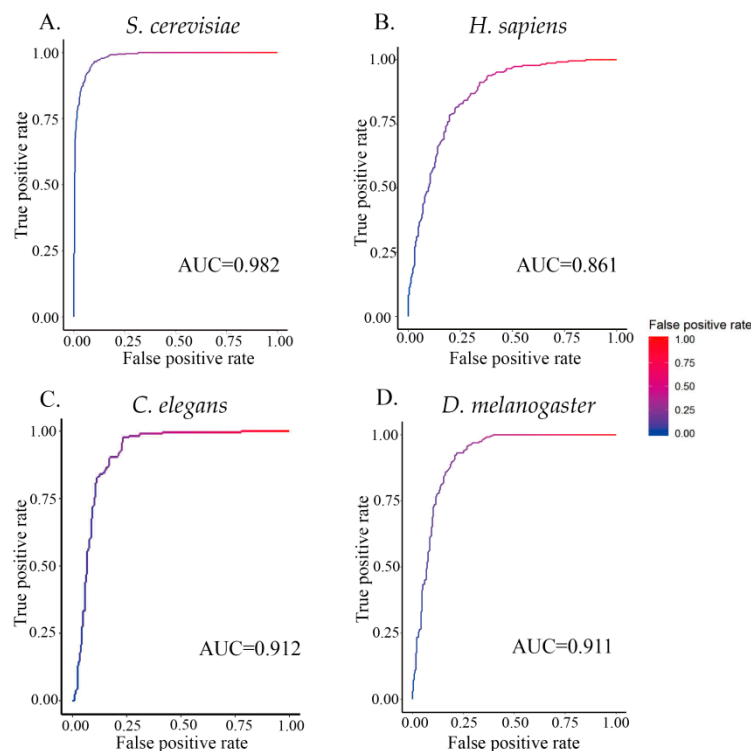 A. S. cerevisiae
1.00
0.75
0.50
0.25
0.00
True positive rate
AUC=0.982
0.00 0.25 0.50 0.75 1.00
False positive rate
B. H. sapiens
1.00
0.75
0.50
0.25
0.00
True positive rate
AUC=0.861
0.00 0.25 0.50 0.75 1.00
False positive rate
False positive rate
1.00
0.75
0.50
0.25
0.00
C. C. elegans
1.00
0.75
0.50
0.25
0.00
True positive rate
AUC=0.912
0.00 0.25 0.50 0.75 1.00
False positive rate
D. D. melanogaster
1.00
0.75
0.50
0.25
0.00
True positive rate
AUC=0.911
0.00 0.25 0.50 0.75 1.00
False positive rate